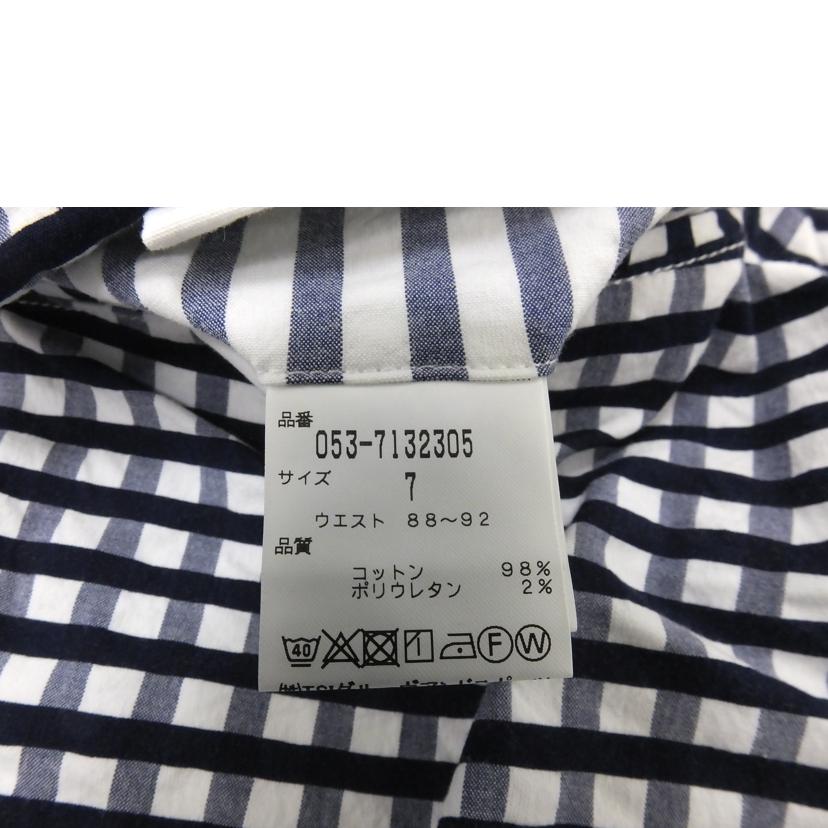 品番
053-7132305
サイズ 7
ウエスト 88〜92
品質
コットン 98%
ポリウレタン 2%
40 F W